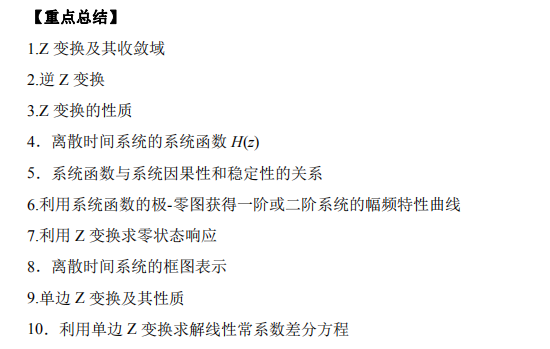 【重点总结】
1.Z 变换及其收敛域
2.逆 Z 变换
3.Z 变换的性质
4．离散时间系统的系统函数 H(z)
5．系统函数与系统因果性和稳定性的关系
6.利用系统函数的极-零图获得一阶或二阶系统的幅频特性曲线
7.利用 Z 变换求零状态响应
8．离散时间系统的框图表示
9.单边 Z 变换及其性质
10．利用单边 Z 变换求解线性常系数差分方程